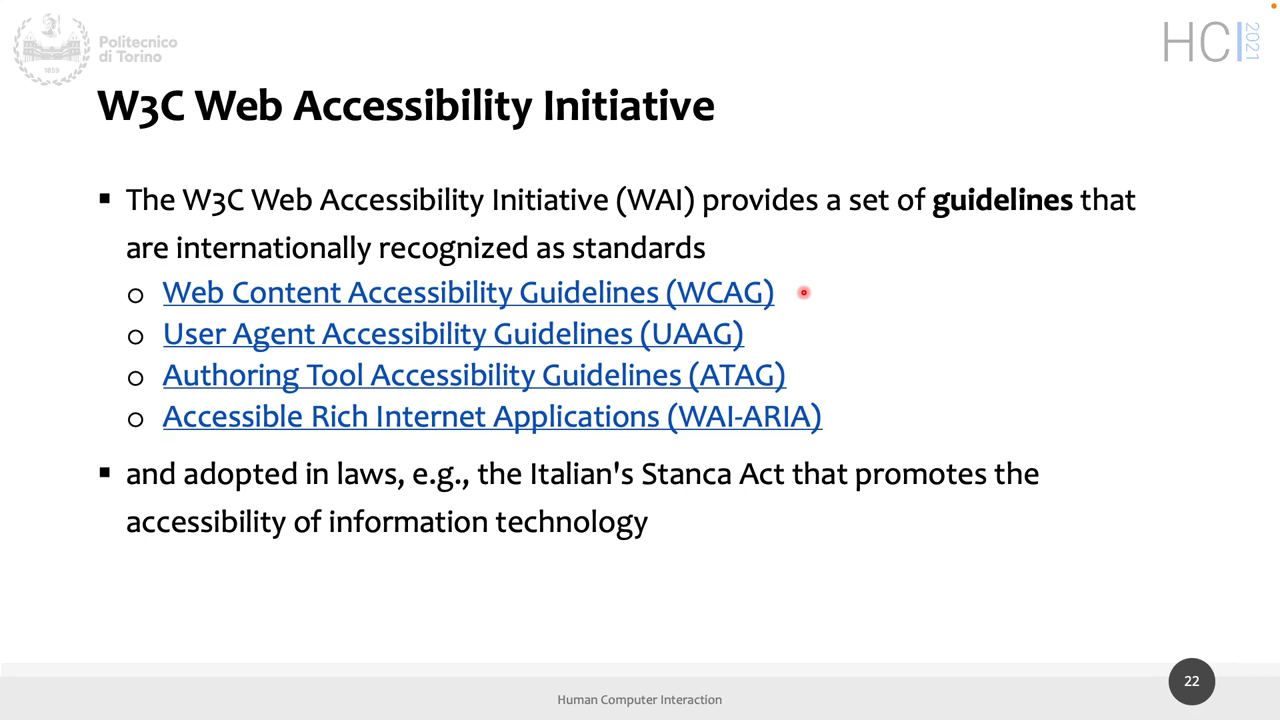 Politecnico
di Torino
1859
HCI 2021
W3C Web Accessibility Initiative
▪ The W3C Web Accessibility Initiative (WAI) provides a set of guidelines that
are internationally recognized as standards
o Web Content Accessibility Guidelines (WCAG)
o User Agent Accessibility Guidelines (UAAG)
o Authoring Tool Accessibility Guidelines (ATAG)
o Accessible Rich Internet Applications (WAI-ARIA)
▪ and adopted in laws, e.g., the Italian's Stanca Act that promotes the
accessibility of information technology
Human Computer Interaction
22